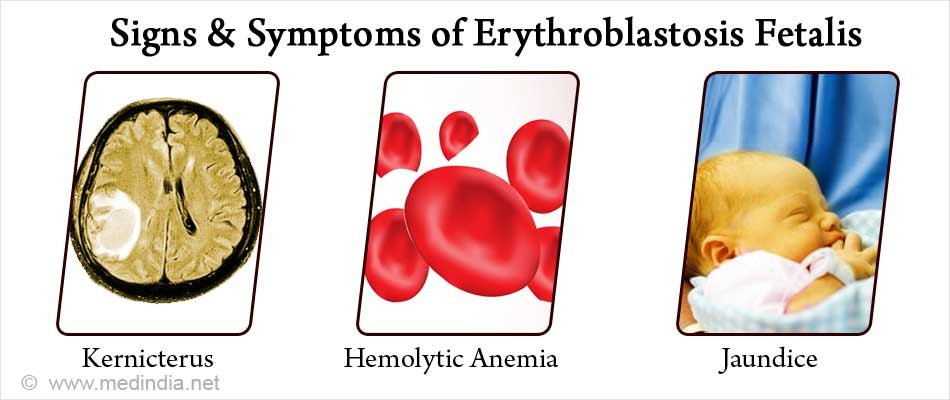 Signs & Symptoms of Erythroblastosis Fetalis
Kernicterus
Hemolytic Anemia
Jaundice
© www.medindia.net